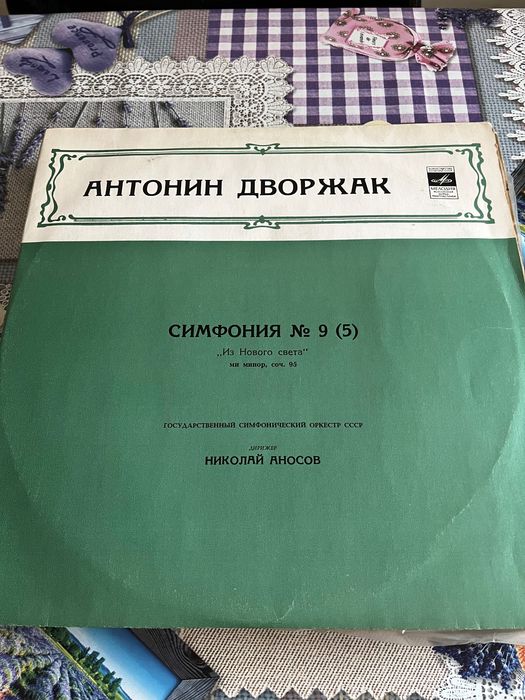 АНТОНИН ДВОРЖАК
МЕЛОДИЯ
СИМФОНИЯ № 9 (5)
„Из Нового света"
ми минор, соч. 95
ГОСУДАРСТВЕННЫЙ СИМФОНИЧЕСКИЙ ОРКЕСТР СССР
ДИРИЖЕР
НИКОЛАЙ АНОСОВ